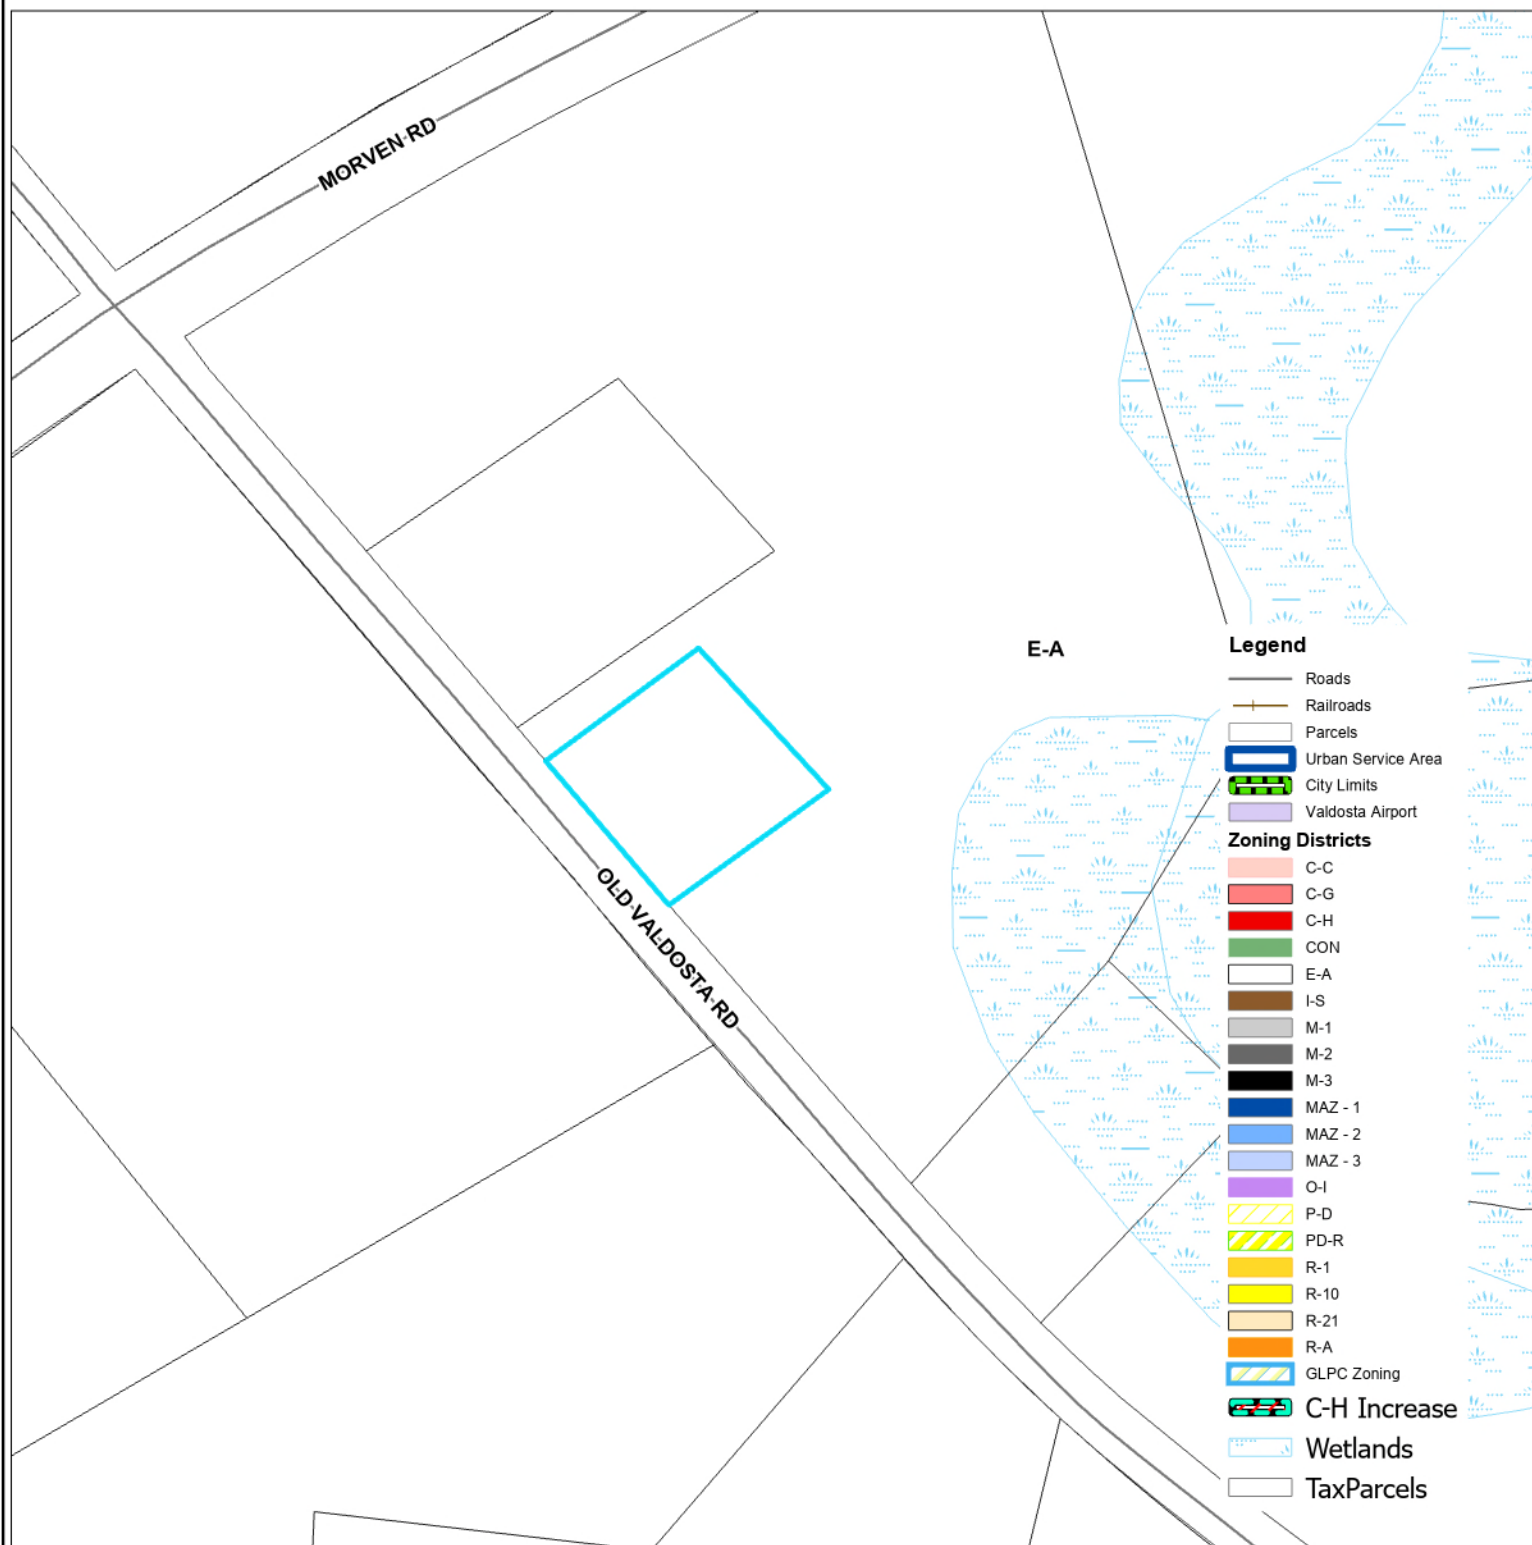 MORVEN RD
E-A
OLD VALDOSTA RD
Legend
Roads
Railroads
Parcels
Urban Service Area
City Limits
Valdosta Airport
Zoning Districts
C-C
C-G
C-H
CON
E-A
I-S
M-1
M-2
M-3
MAZ - 1
MAZ - 2
MAZ - 3
O-I
P-D
PD-R
R-1
R-10
R-21
R-A
GLPC Zoning
C-H Increase
Wetlands
TaxParcels